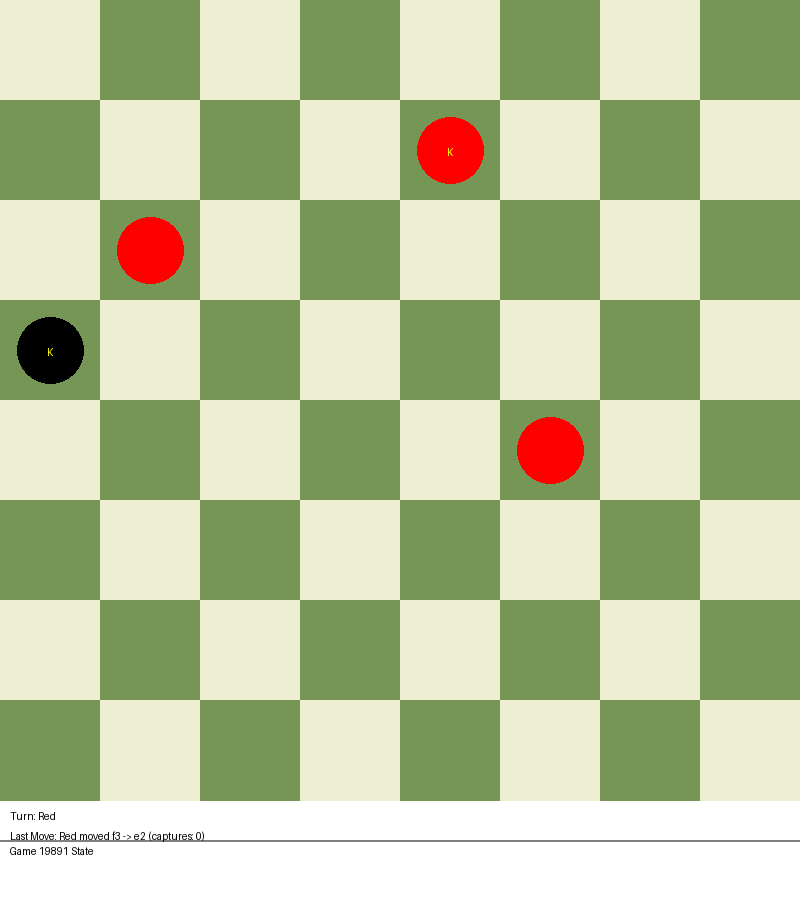 K
K
Turn: Red
Last Move: Red moved f3 -> e2 (captures: 0)
Game 19891 State